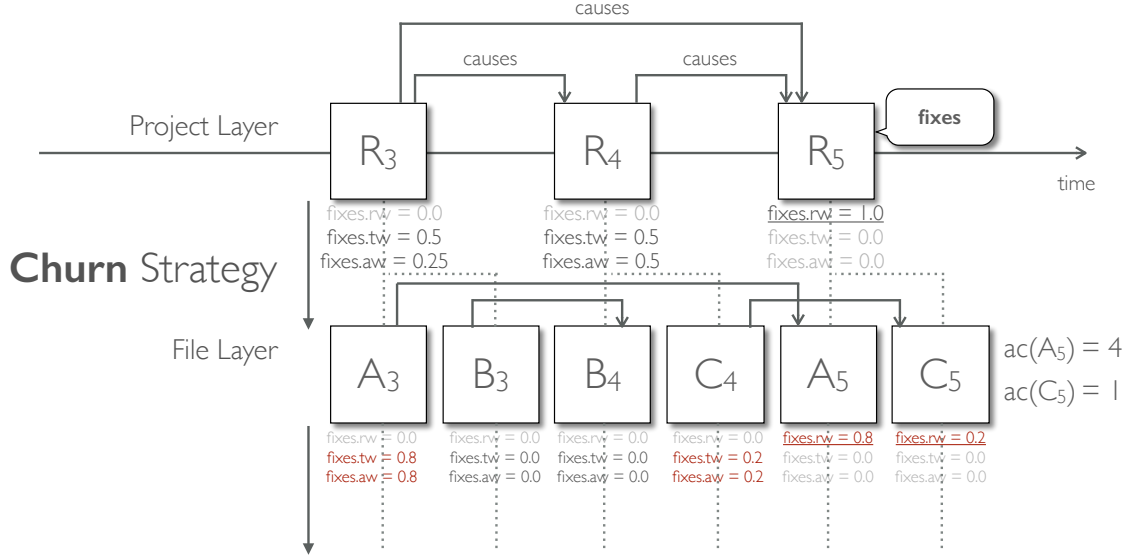 causes
causes
causes
Project Layer
R3
R4
R5
fixes
time
fixes.rw = 0.0
fixes.tw = 0.5
fixes.aw = 0.25
fixes.rw = 0.0
fixes.tw = 0.5
fixes.aw = 0.5
fixes.rw = 1.0
fixes.tw = 0.0
fixes.aw = 0.0
Churn Strategy
File Layer
A3
B3
B4
C4
A5
C5
ac(A5) = 4
ac(C5) = 1
fixes.rw = 0.0
fixes.tw = 0.8
fixes.aw = 0.8
fixes.rw = 0.0
fixes.tw = 0.0
fixes.aw = 0.0
fixes.rw = 0.0
fixes.tw = 0.0
fixes.aw = 0.0
fixes.rw = 0.0
fixes.tw = 0.2
fixes.aw = 0.2
fixes.rw = 0.8
fixes.tw = 0.0
fixes.aw = 0.0
fixes.rw = 0.2
fixes.tw = 0.0
fixes.aw = 0.0